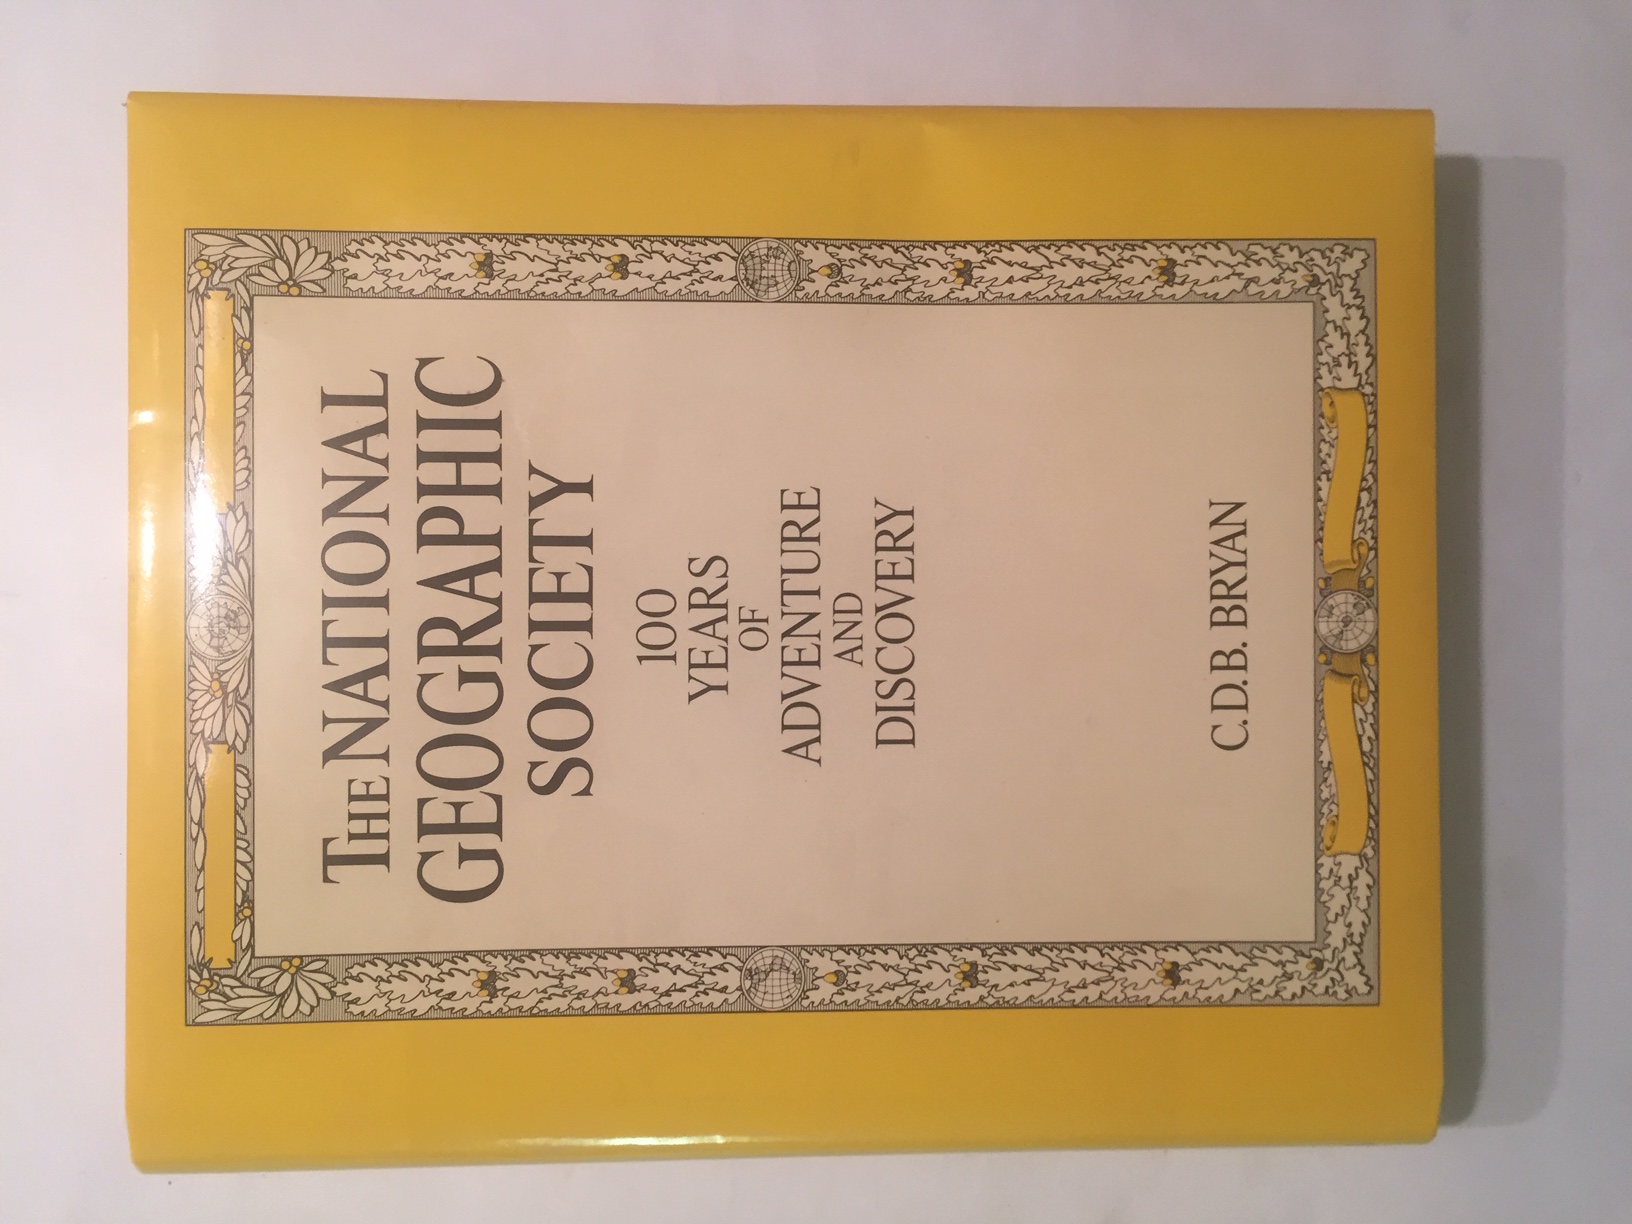 THE NATIONAL
GEOGRAPHIC
SOCIETY
100
YEARS
OF
ADVENTURE
AND
DISCOVERY
C.D.B. BRYAN